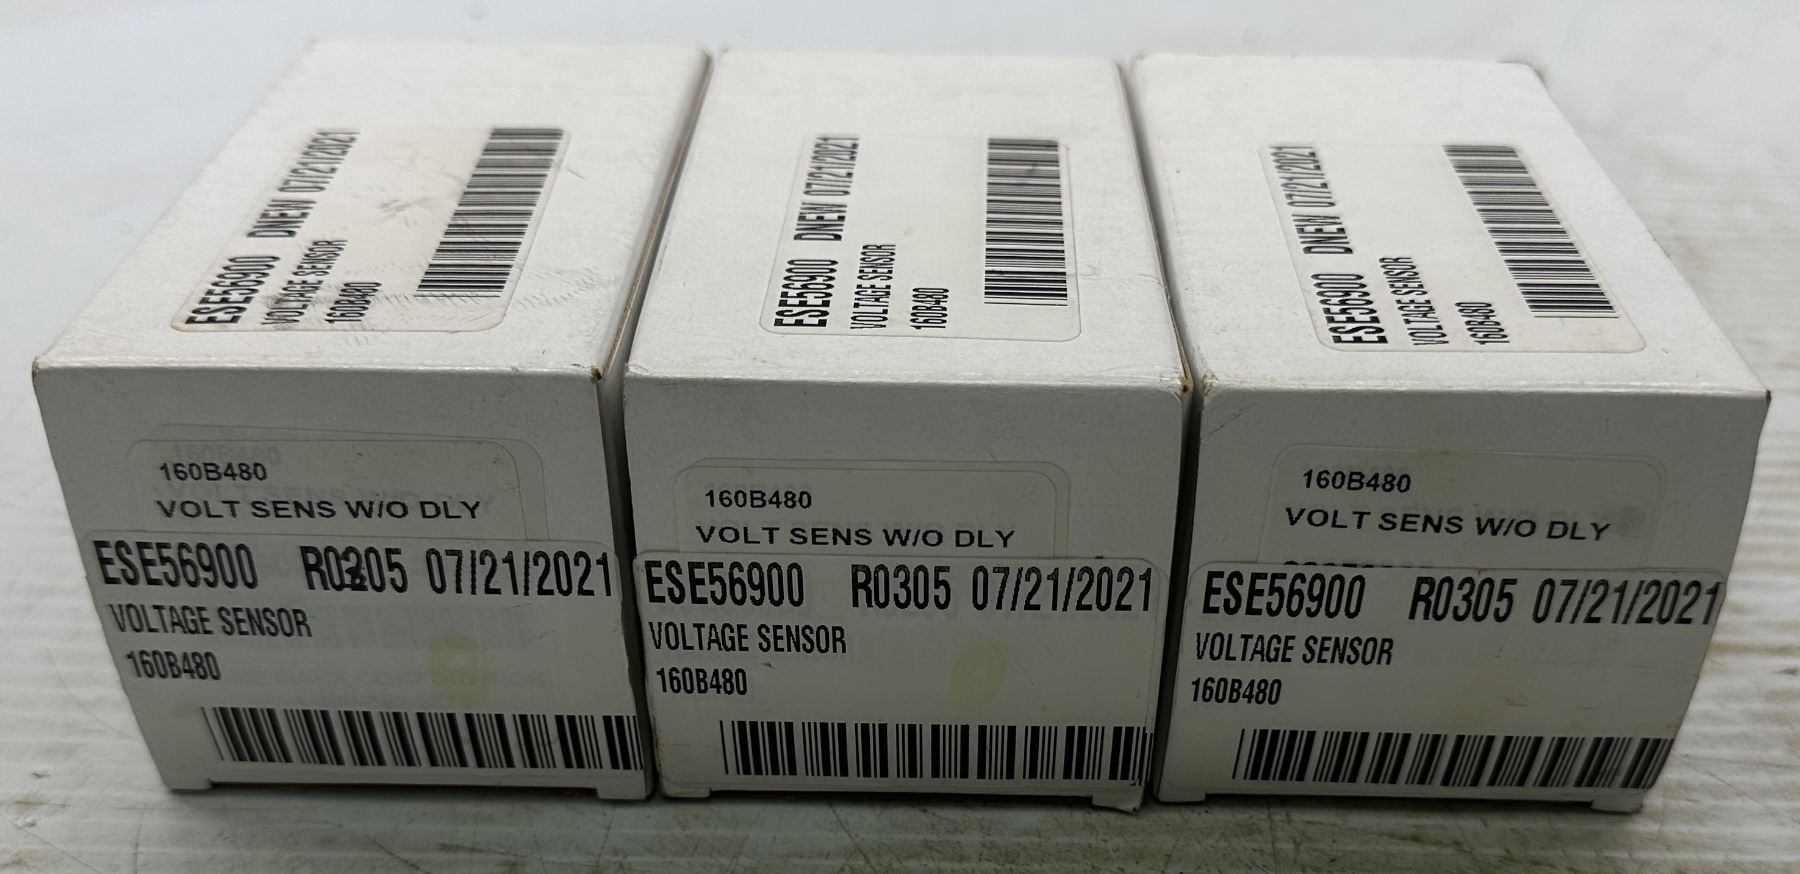 ESE56900 DNEW 07/21/2021
VOLTAGE SENSOR
160B480
160B480
VOLT SENS W/O DLY
ESE56900 R0305 07/21/2021
VOLTAGE SENSOR
160B480
ESE56900 DNEW 07/21/2021
VOLTAGE SENSOR
160B480
160B480
VOLT SENS W/O DLY
ESE56900 R0305 07/21/2021
VOLTAGE SENSOR
160B480
ESE56900 DNEW 07/21/2021
VOLTAGE SENSOR
160B480
160B480
VOLT SENS W/O DLY
ESE56900 R0305 07/21/2021
VOLTAGE SENSOR
160B480